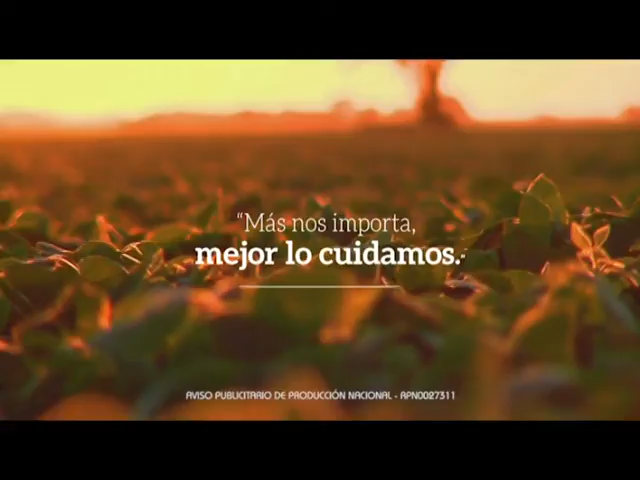 “Más nos importa,
mejor lo cuidamos.”
AVISO PUBLICITARIO DE PRODUCCIÓN NACIONAL - APN0027311